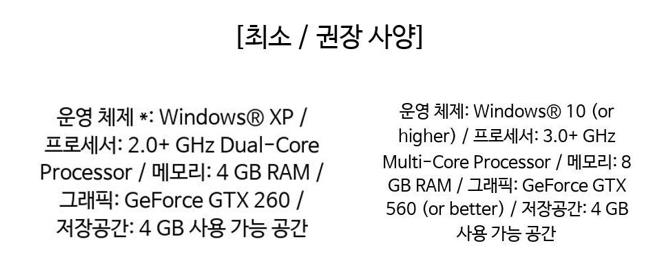 [최소 / 권장 사양]
운영 체제 *: Windows® XP /
프로세서: 2.0+ GHz Dual-Core
Processor / 메모리: 4 GB RAM /
그래픽: GeForce GTX 260 /
저장공간: 4 GB 사용 가능 공간
운영 체제: Windows® 10 (or
higher) / 프로세서: 3.0+ GHz
Multi-Core Processor / 메모리: 8
GB RAM / 그래픽: GeForce GTX
560 (or better) / 저장공간: 4 GB
사용 가능 공간